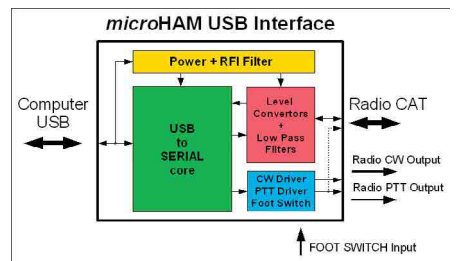 microHAM USB Interface
Power + RFI Filter
Computer
USB
USB
to
SERIAL
core
Level
Convertors
+
Low Pass
Filters
Radio CAT
CW Driver
PTT Driver
Foot Switch
Radio CW Output
Radio PTT Output
FOOT SWITCH Input